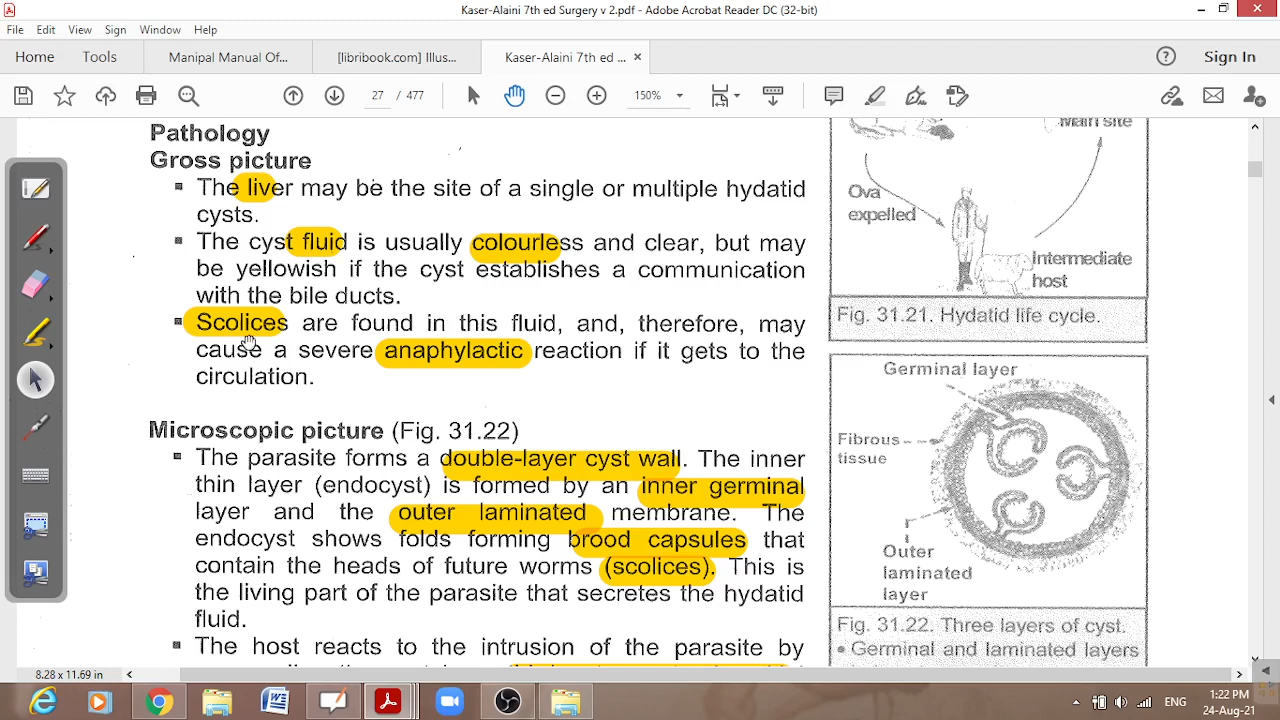 Kaser-Alaini 7th ed Surgery v 2.pdf - Adobe Acrobat Reader DC (32-bit)
File Edit View Sign Window Help
Home Tools Manipal Manual Of... [libribook.com] Illus... Kaser-Alaini 7th ed ... × Sign In
27 / 477 150%
Pathology
Gross picture
The liver may be the site of a single or multiple hydatid
cysts.
The cyst fluid is usually colourless and clear, but may
be yellowish if the cyst establishes a communication
with the bile ducts.
Scolices are found in this fluid, and, therefore, may
cause a severe anaphylactic reaction if it gets to the
circulation.
Microscopic picture (Fig. 31.22)
The parasite forms a double-layer cyst wall. The inner
thin layer (endocyst) is formed by an inner germinal
layer and the outer laminated membrane. The
endocyst shows folds forming brood capsules that
contain the heads of future worms (scolices). This is
the living part of the parasite that secretes the hydatid
fluid.
The host reacts to the intrusion of the parasite by
Main site
Ova
expelled
Intermediate
host
Fig. 31.21. Hydatid life cycle.
Germinal layer
Fibrous
tissue
Outer
laminated
layer
Fig. 31.22. Three layers of cyst.
• Germinal and laminated layers
8.28 x 11.69 in
ENG
1:22 PM
24-Aug-21